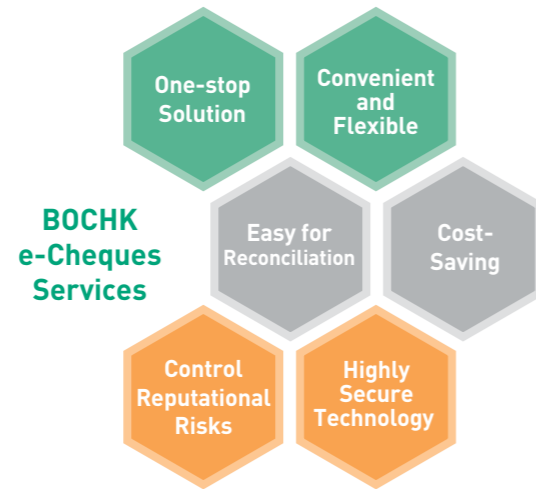 One-stop
Solution
Convenient
and
Flexible
BOCHK
e-Cheques
Services
Easy for
Reconciliation
Cost-
Saving
Control
Reputational
Risks
Highly
Secure
Technology